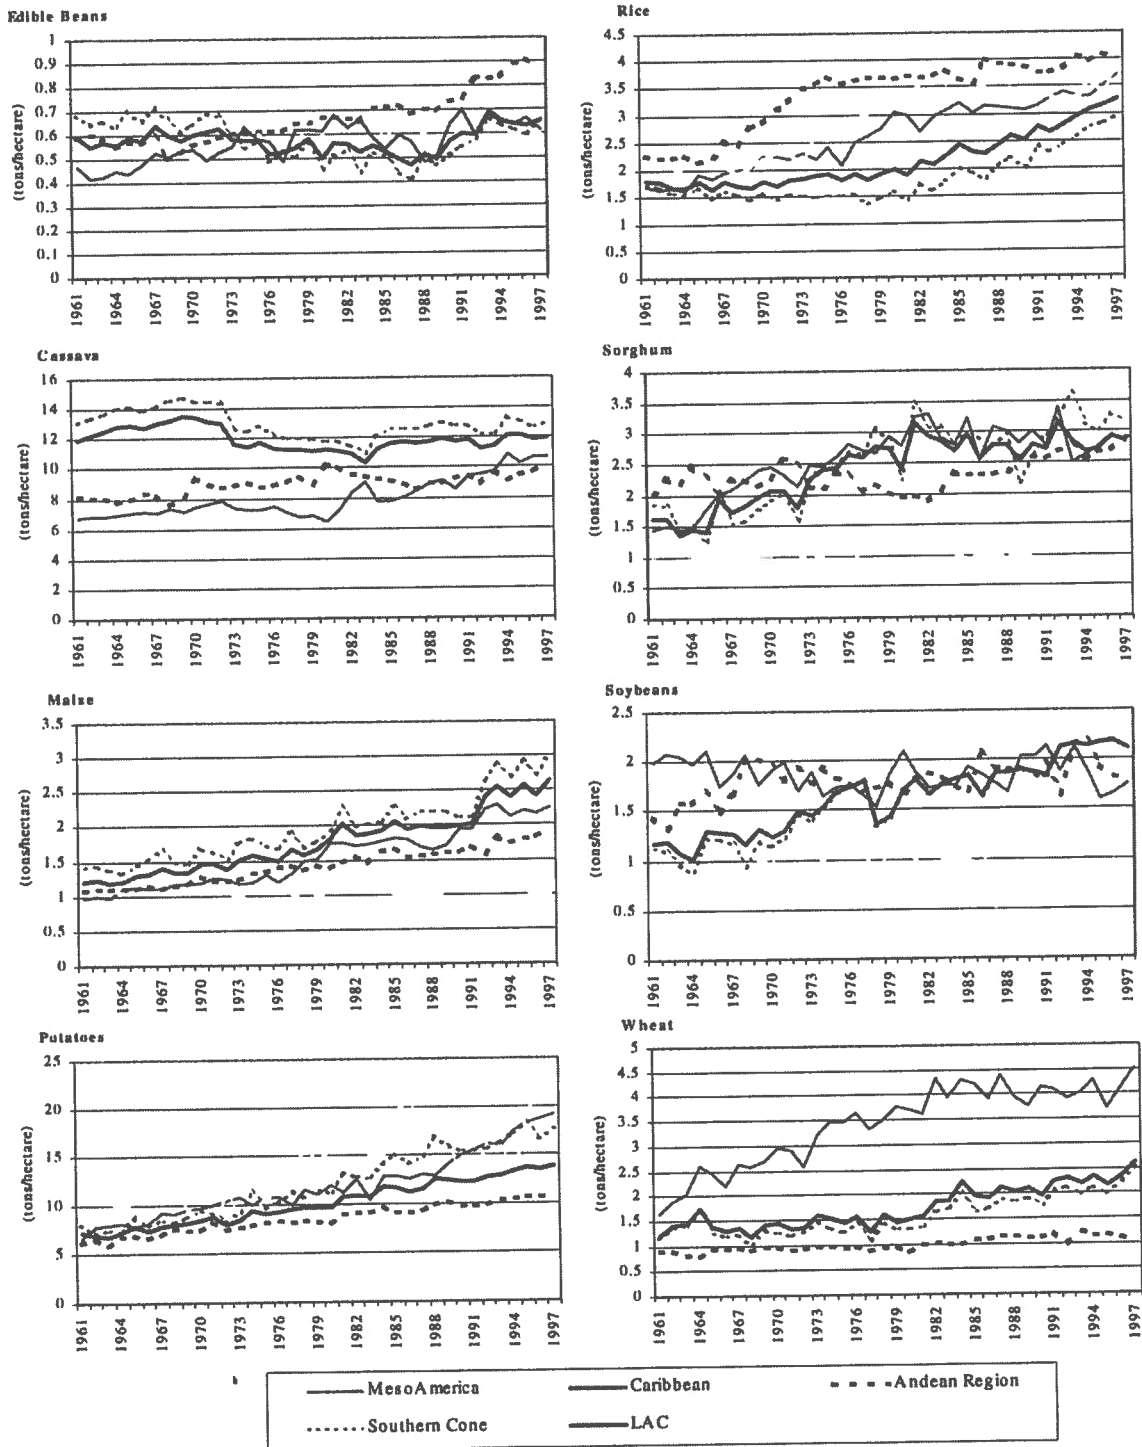 Edible Beans
(tons/hectare)
1
0.9
0.8
0.7
0.6
0.5
0.4
0.3
0.2
0.1
0
1961 1964 1967 1970 1973 1976 1979 1982 1985 1988 1991 1994 1997
Rice
(tons/hectare)
4.5
4
3.5
3
2.5
2
1.5
1
0.5
0
1961 1964 1967 1970 1973 1976 1979 1982 1985 1988 1991 1994 1997
Cassava
(tons/hectare)
16
14
12
10
8
6
4
2
0
1961 1964 1967 1970 1973 1976 1979 1982 1985 1988 1991 1994 1997
Sorghum
(tons/hectare)
4
3.5
3
2.5
2
1.5
1
0.5
0
1961 1964 1967 1970 1973 1976 1979 1982 1985 1988 1991 1994 1997
Maize
(tons/hectare)
3.5
3
2.5
2
1.5
1
0.5
0
1961 1964 1967 1970 1973 1976 1979 1982 1985 1988 1991 1994 1997
Soybeans
(tons/hectare)
2.5
2
1.5
1
0.5
0
1961 1964 1967 1970 1973 1976 1979 1982 1985 1988 1991 1994 1997
Potatoes
(tons/hectare)
25
20
15
10
5
0
1961 1964 1967 1970 1973 1976 1979 1982 1985 1988 1991 1994 1997
Wheat
(tons/hectare)
5
4.5
4
3.5
3
2.5
2
1.5
1
0.5
0
1961 1964 1967 1970 1973 1976 1979 1982 1985 1988 1991 1994 1997
MesoAmerica Caribbean Andean Region
Southern Cone LAC